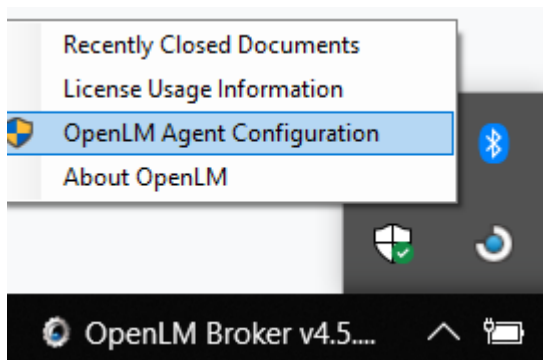 Recently Closed Documents
License Usage Information
OpenLM Agent Configuration
About OpenLM
OpenLM Broker v4.5....